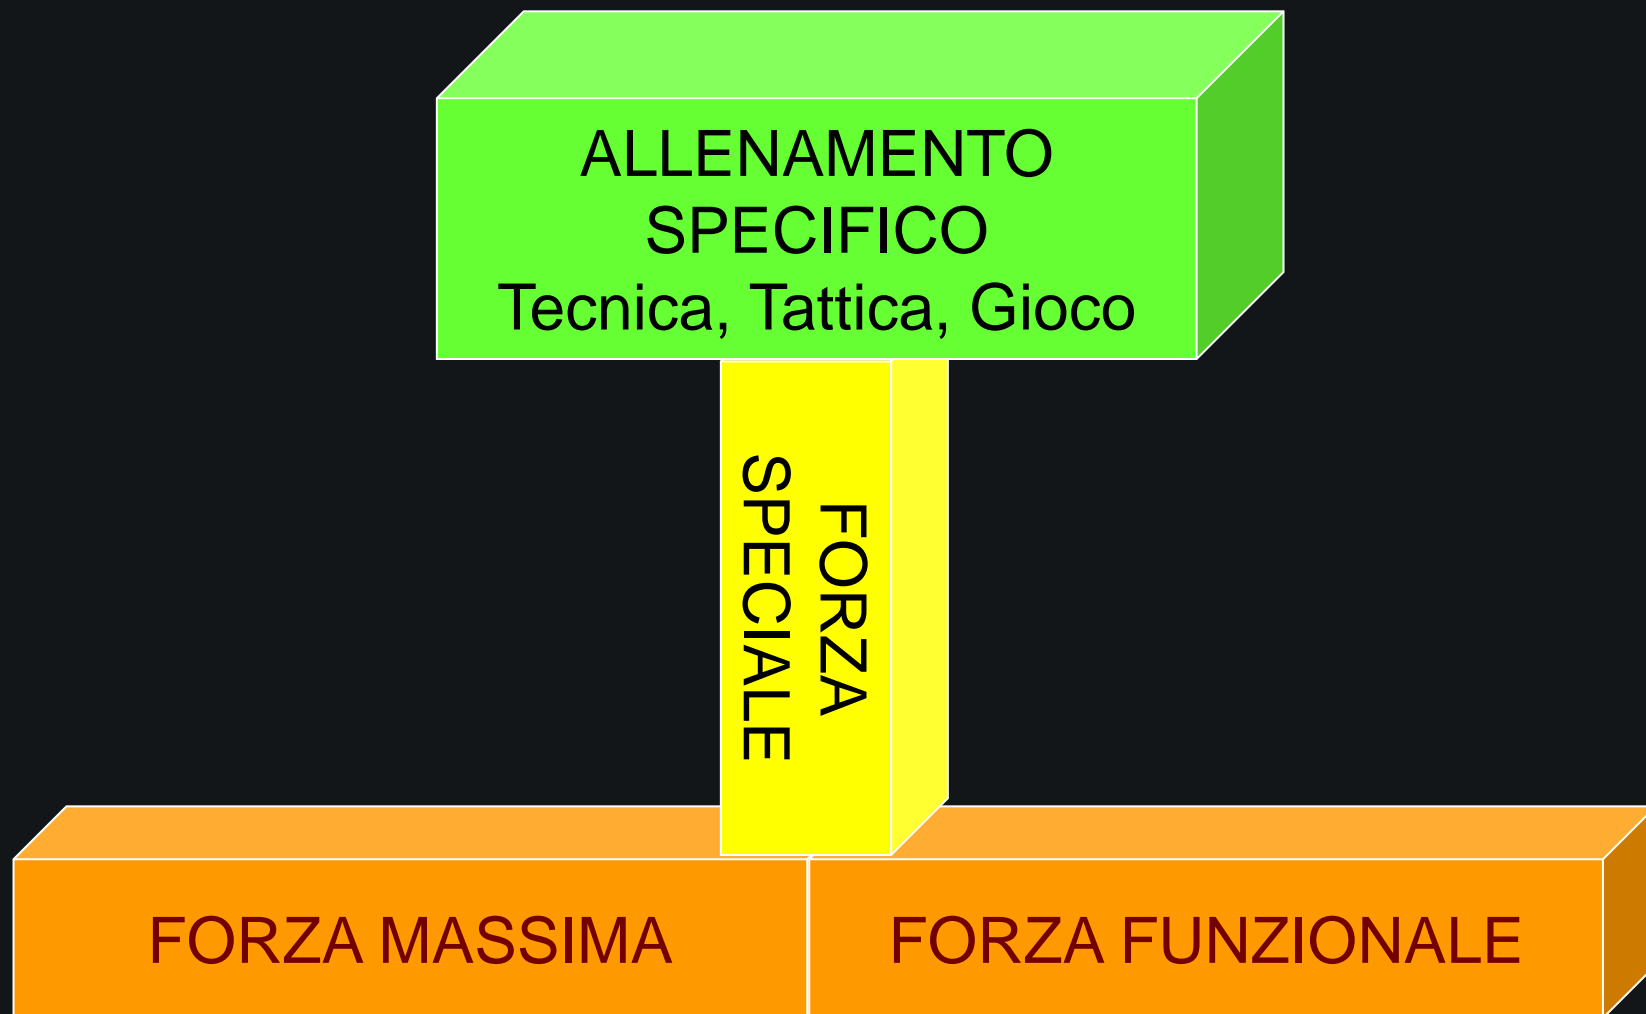 ALLENAMENTO
SPECIFICO
Tecnica, Tattica, Gioco
FORZA
SPECIALE
FORZA MASSIMA
FORZA FUNZIONALE